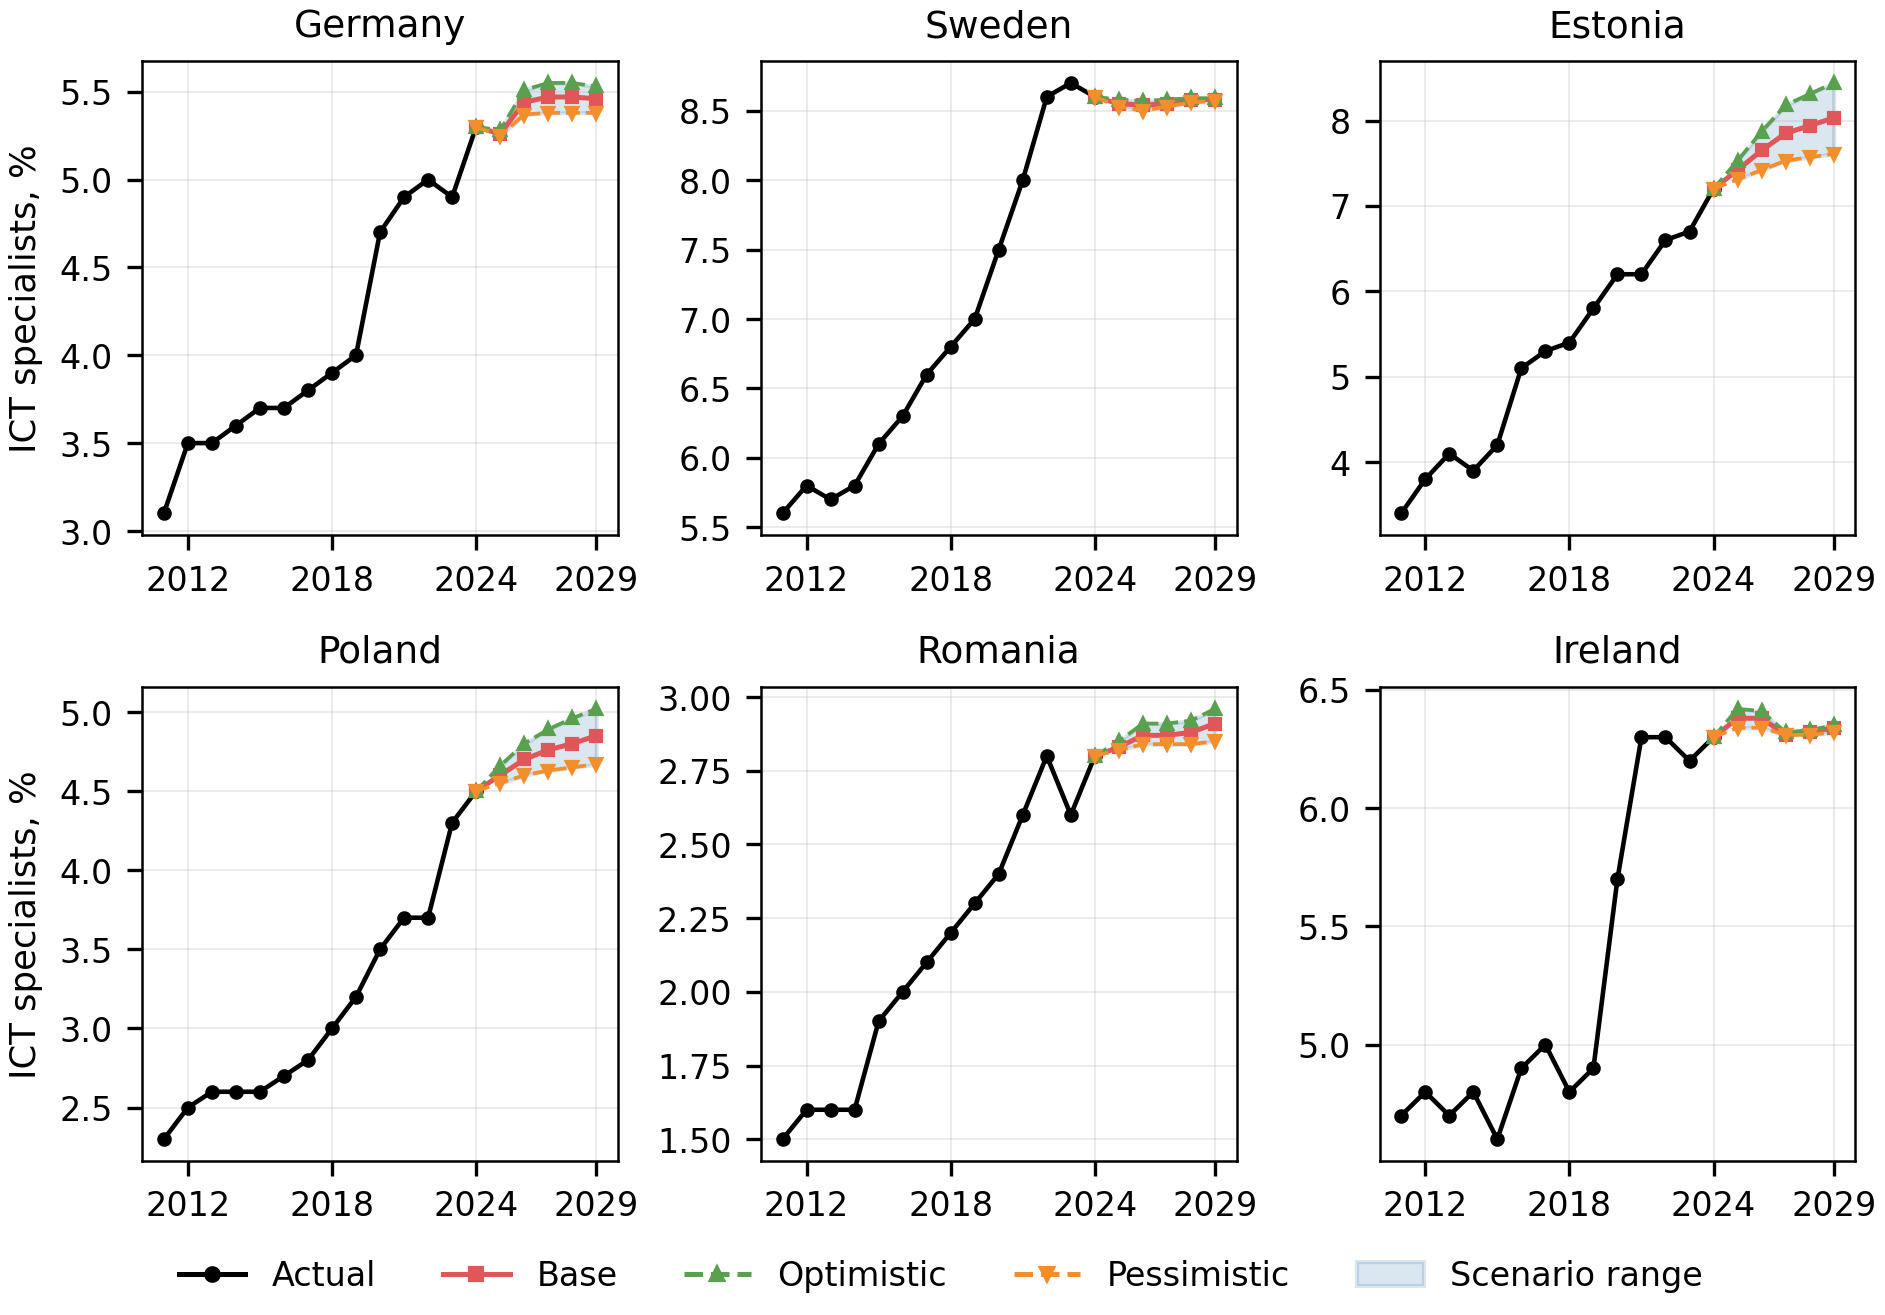 Germany
Sweden
Estonia
ICT specialists, %
5.5
5.0
4.5
4.0
3.5
3.0
2012 2018 2024 2029
8.5
8.0
7.5
7.0
6.5
6.0
5.5
2012 2018 2024 2029
8
7
6
5
4
2012 2018 2024 2029
Poland
Romania
Ireland
ICT specialists, %
5.0
4.5
4.0
3.5
3.0
2.5
2012 2018 2024 2029
3.00
2.75
2.50
2.25
2.00
1.75
1.50
2012 2018 2024 2029
6.5
6.0
5.5
5.0
2012 2018 2024 2029
Actual Base Optimistic Pessimistic Scenario range